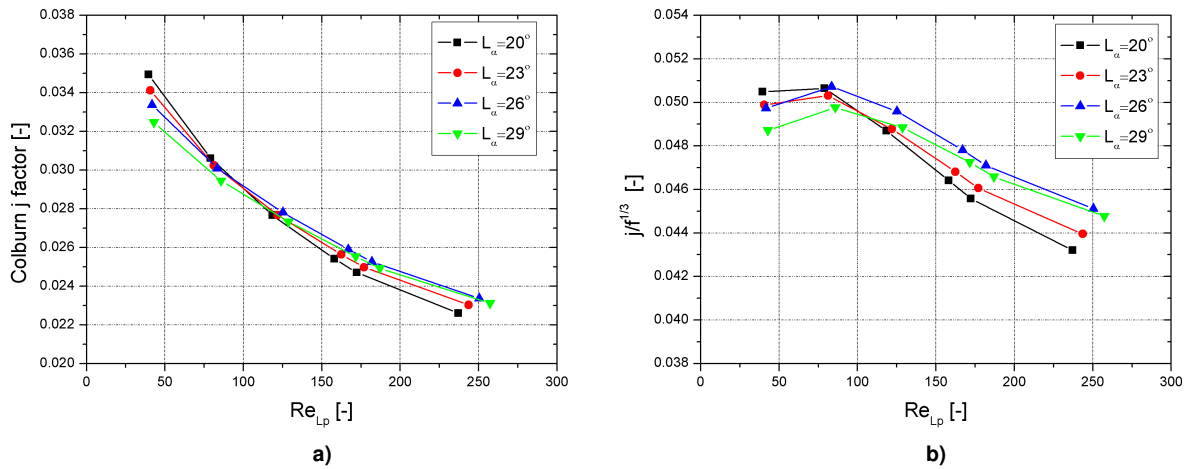 0.038
0.036
0.034
0.032
0.030
0.028
0.026
0.024
0.022
0.020
Colburn j factor [-]
0
50
100
150
200
250
300
Re_Lp [-]
L_α=20°
L_α=23°
L_α=26°
L_α=29°
a)
0.054
0.052
0.050
0.048
0.046
0.044
0.042
0.040
0.038
j/f^1/3 [-]
0
50
100
150
200
250
300
Re_Lp [-]
L_α=20°
L_α=23°
L_α=26°
L_α=29°
b)